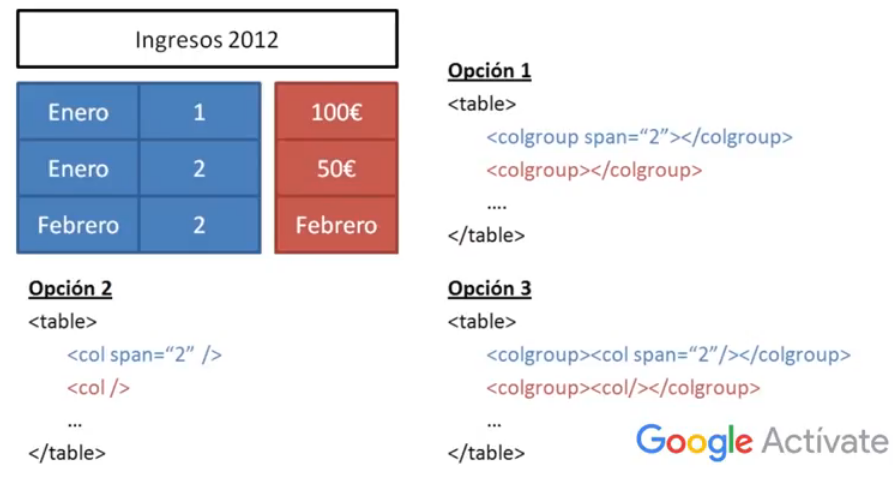 Ingresos 2012
Enero 1 100€
Enero 2 50€
Febrero 2 Febrero
Opción 1
<table>
<colgroup span=“2”></colgroup>
<colgroup></colgroup>
....
</table>
Opción 2
<table>
<col span=“2” />
<col />
...
</table>
Opción 3
<table>
<colgroup><col span=“2”/></colgroup>
<colgroup><col/></colgroup>
...
</table>
Google Actívate